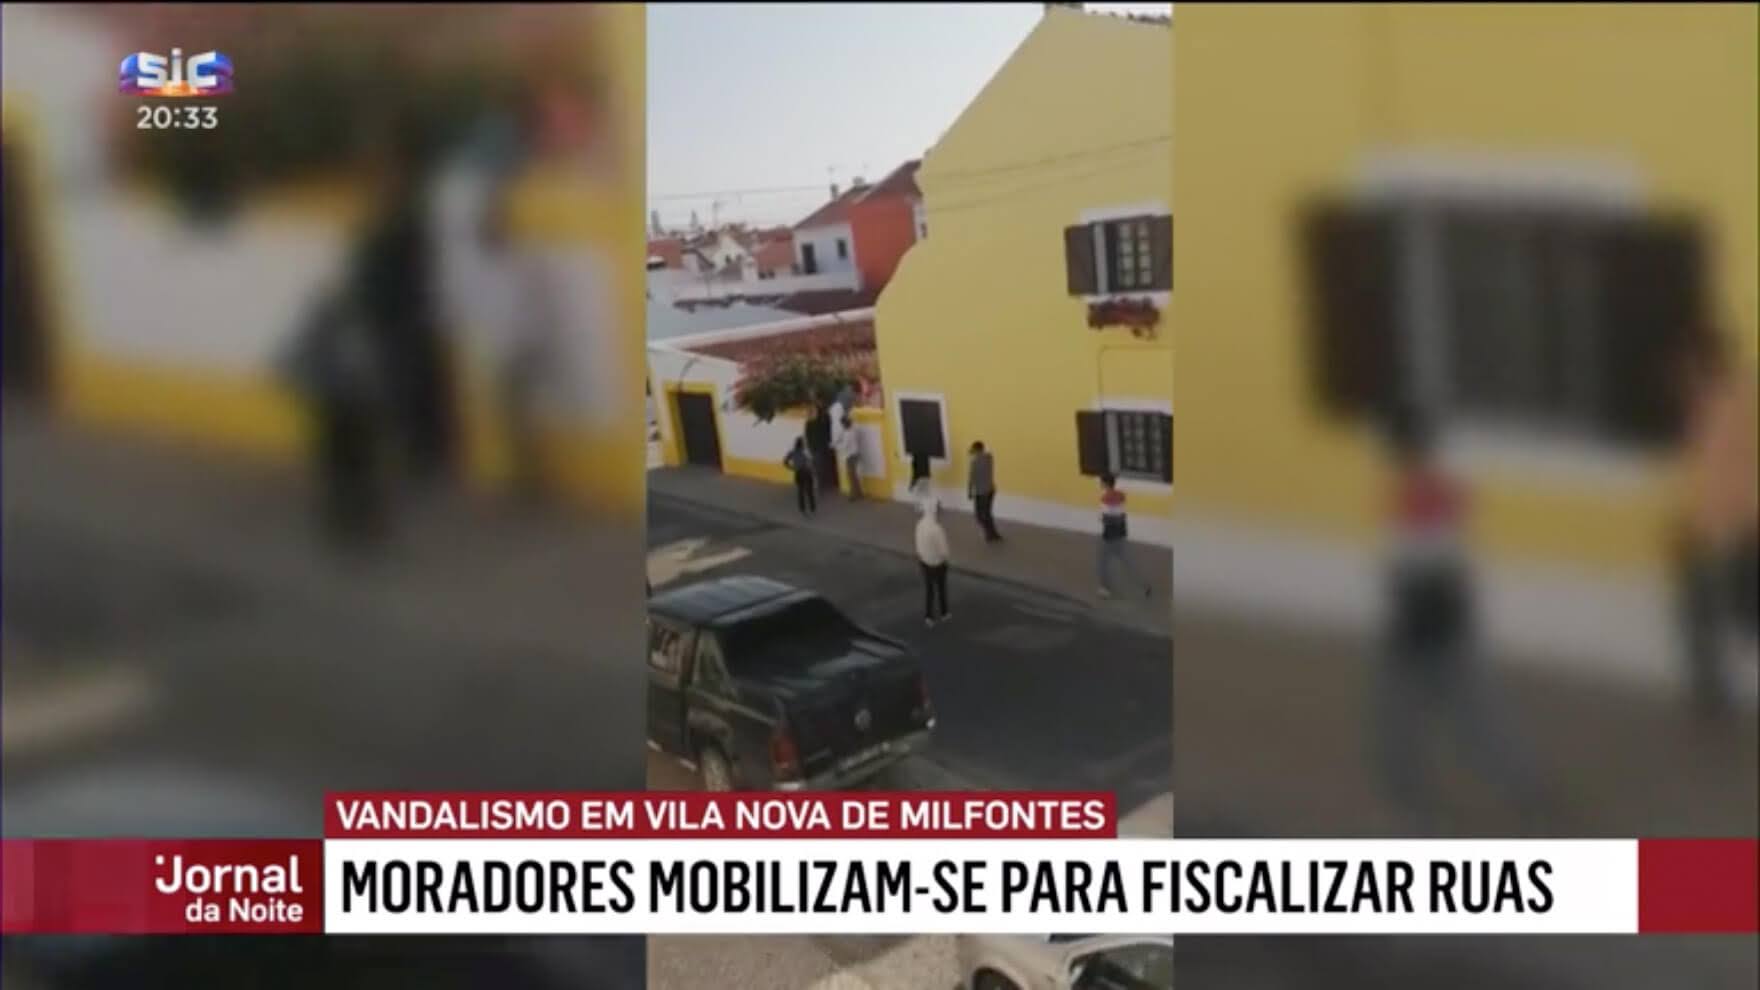 SIC
20:33
VANDALISMO EM VILA NOVA DE MILFONTES
Jornal
da Noite
MORADORES MOBILIZAM-SE PARA FISCALIZAR RUAS